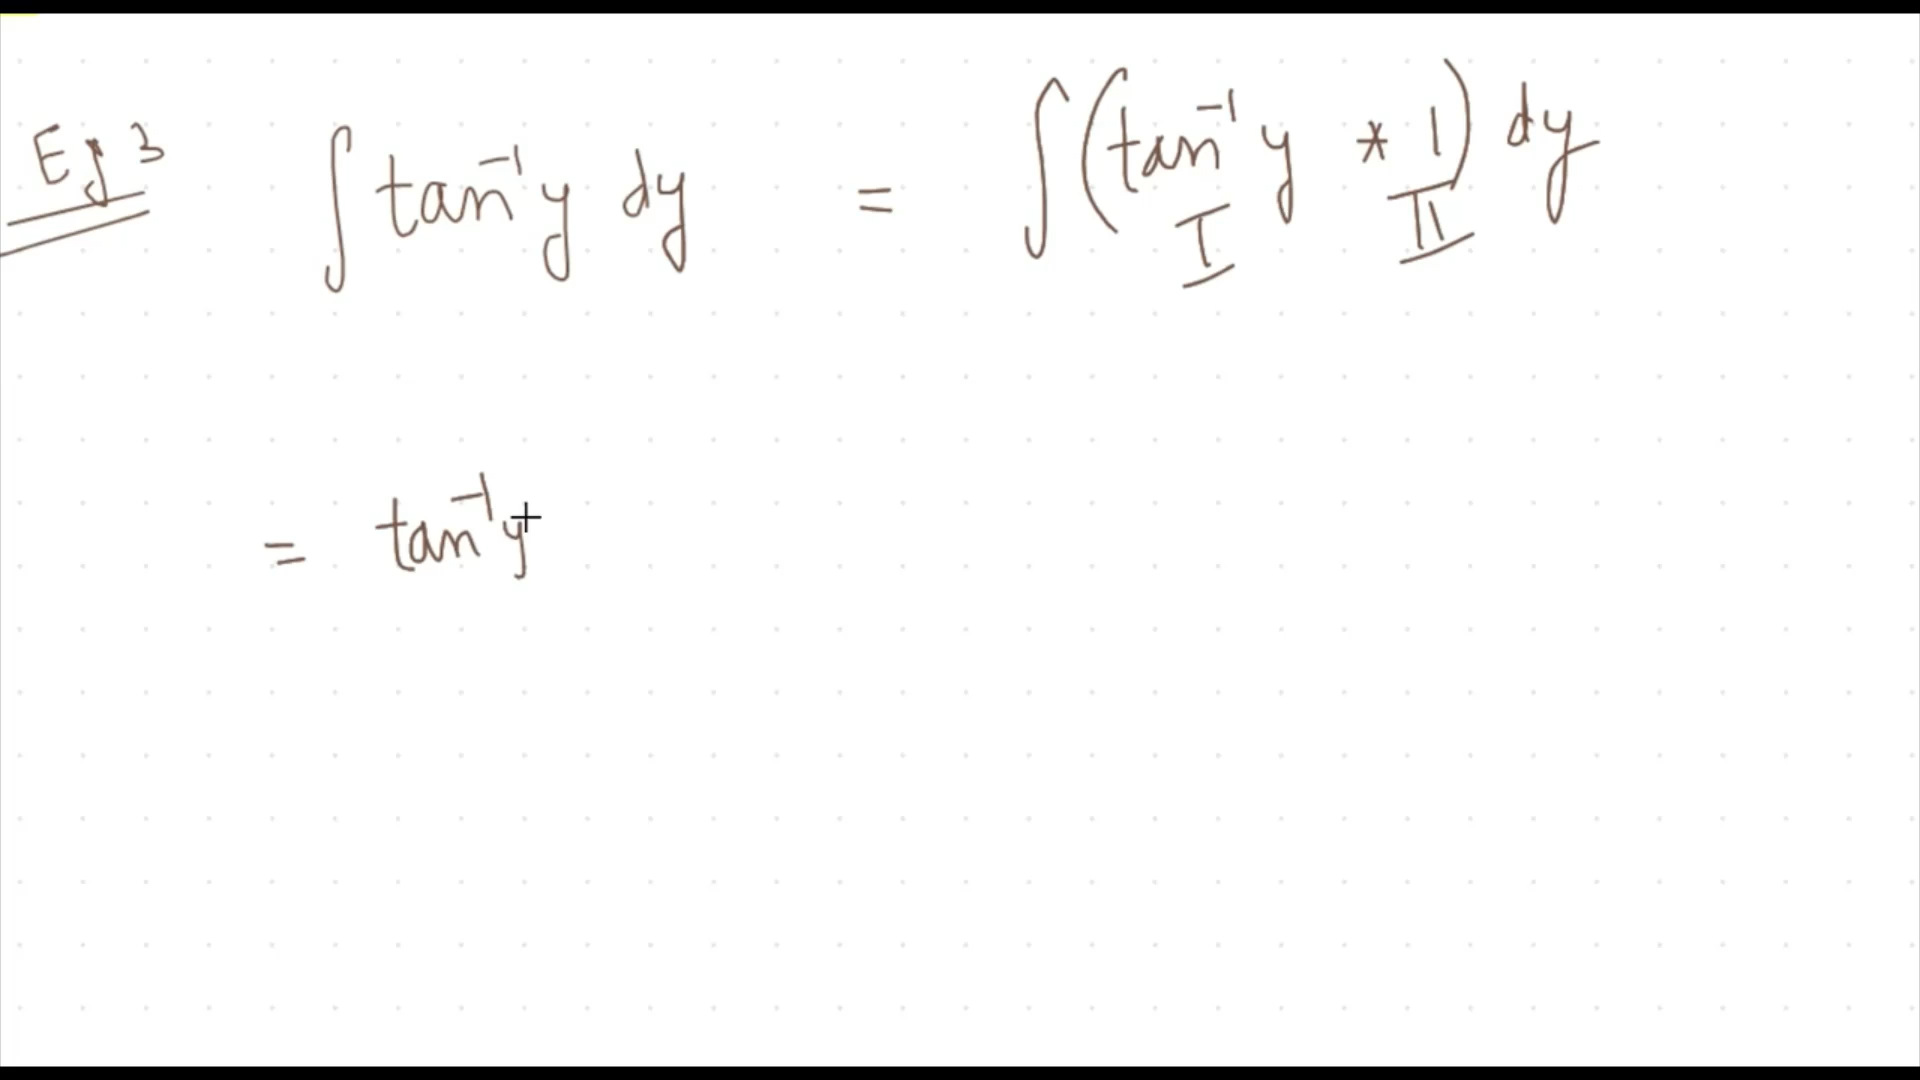 Eg 3 ∫ tan⁻¹y dy = ∫ (tan⁻¹y * 1) dy
I II
= tan⁻¹y